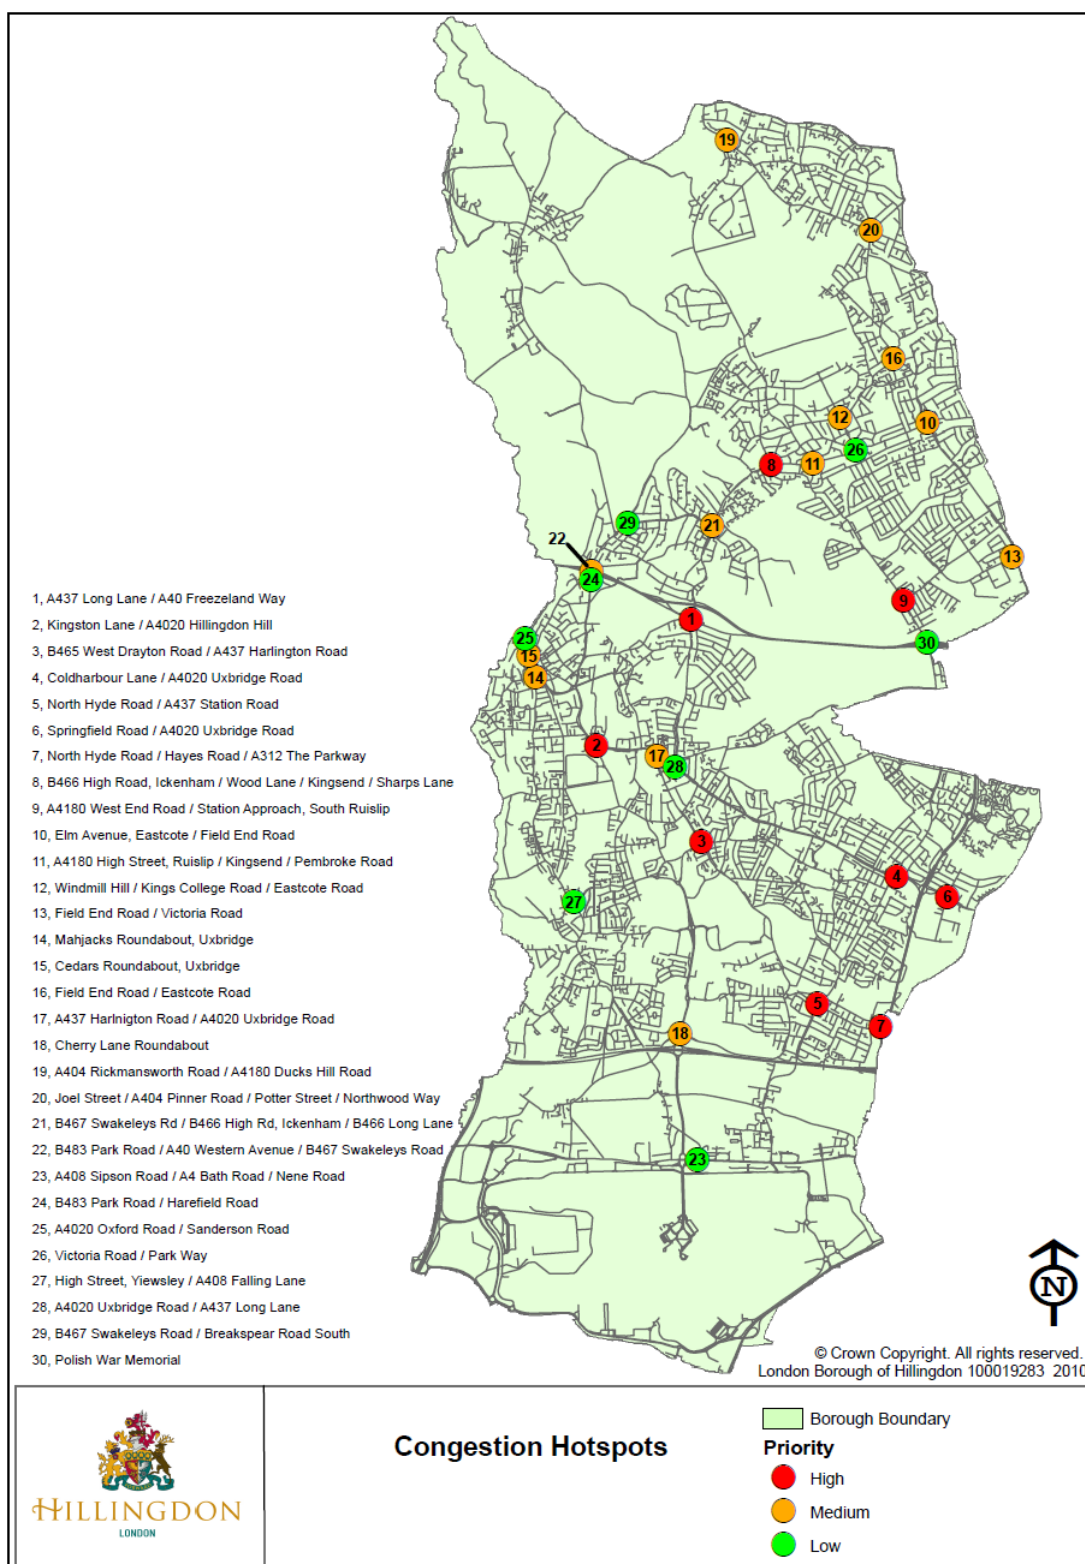 19
20
16
12
10
26
8
11
29
21
22
13
24
9
1
25
30
15
14
2
17
28
3
4
6
27
5
7
18
23
1, A437 Long Lane / A40 Freezeland Way
2, Kingston Lane / A4020 Hillingdon Hill
3, B465 West Drayton Road / A437 Harlington Road
4, Coldharbour Lane / A4020 Uxbridge Road
5, North Hyde Road / A437 Station Road
6, Springfield Road / A4020 Uxbridge Road
7, North Hyde Road / Hayes Road / A312 The Parkway
8, B466 High Road, Ickenham / Wood Lane / Kingsend / Sharps Lane
9, A4180 West End Road / Station Approach, South Ruislip
10, Elm Avenue, Eastcote / Field End Road
11, A4180 High Street, Ruislip / Kingsend / Pembroke Road
12, Windmill Hill / Kings College Road / Eastcote Road
13, Field End Road / Victoria Road
14, Mahjacks Roundabout, Uxbridge
15, Cedars Roundabout, Uxbridge
16, Field End Road / Eastcote Road
17, A437 Harlnigton Road / A4020 Uxbridge Road
18, Cherry Lane Roundabout
19, A404 Rickmansworth Road / A4180 Ducks Hill Road
20, Joel Street / A404 Pinner Road / Potter Street / Northwood Way
21, B467 Swakeleys Rd / B466 High Rd, Ickenham / B466 Long Lane
22, B483 Park Road / A40 Western Avenue / B467 Swakeleys Road
23, A408 Sipson Road / A4 Bath Road / Nene Road
24, B483 Park Road / Harefield Road
25, A4020 Oxford Road / Sanderson Road
26, Victoria Road / Park Way
27, High Street, Yiewsley / A408 Falling Lane
28, A4020 Uxbridge Road / A437 Long Lane
29, B467 Swakeleys Road / Breakspear Road South
30, Polish War Memorial
N
© Crown Copyright. All rights reserved.
London Borough of Hillingdon 100019283 2010
HILLINGDON
LONDON
Congestion Hotspots
Borough Boundary
Priority
High
Medium
Low